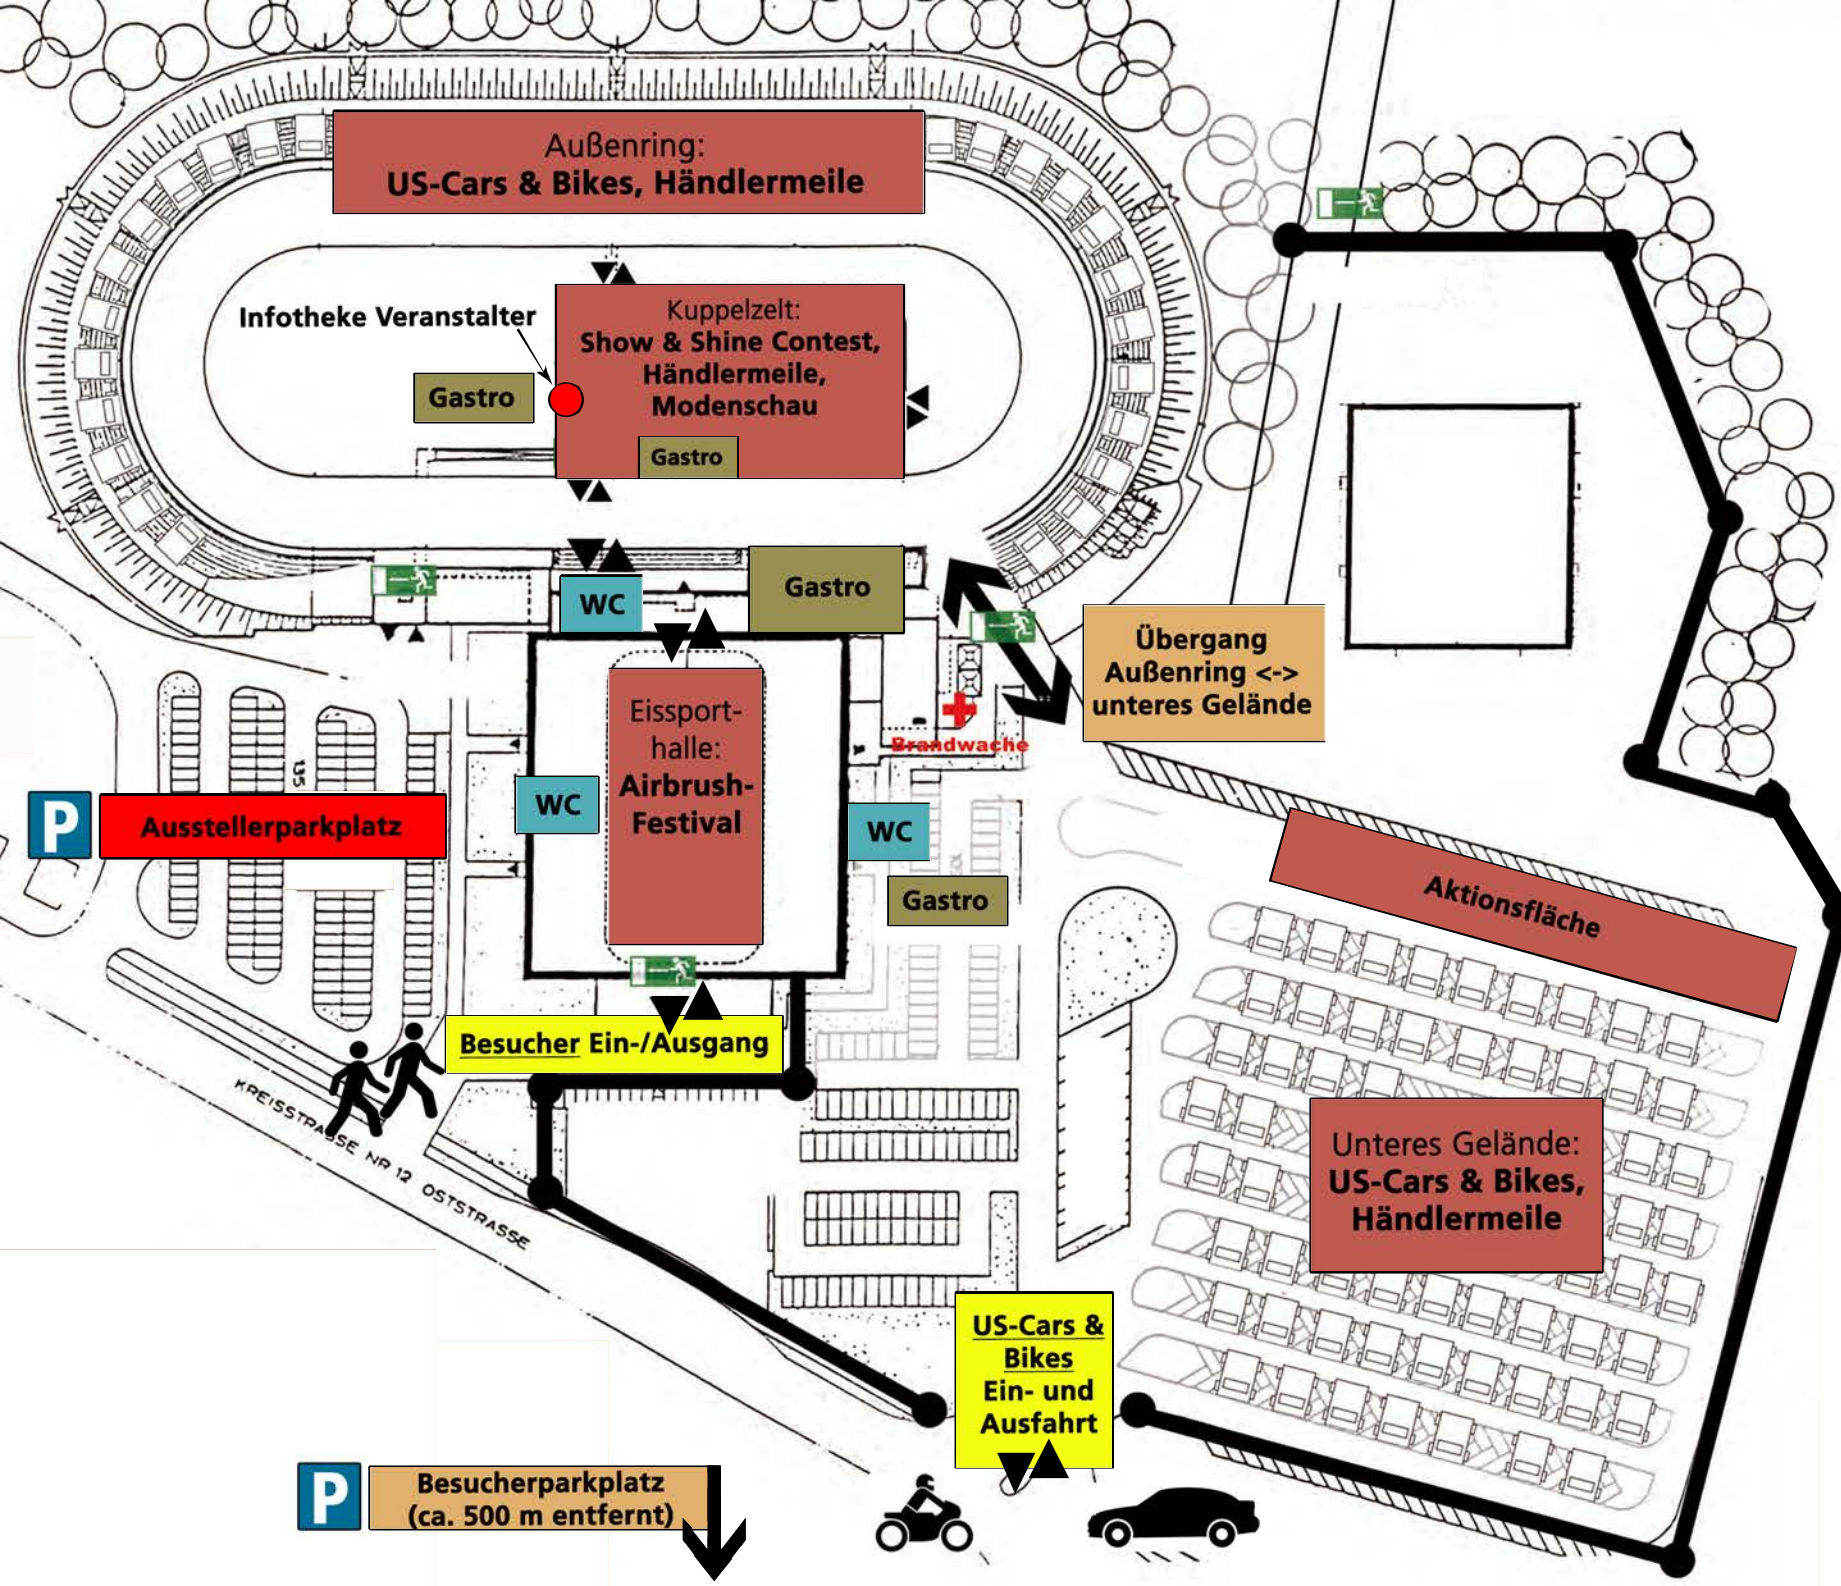 Außenring:
US-Cars & Bikes, Händlermeile
Infotheke Veranstalter
Kuppelzelt:
Show & Shine Contest,
Händlermeile,
Modenschau
Gastro
Gastro
WC
Gastro
Übergang
Außenring <->
unteres Gelände
Eissport-
halle:
Airbrush-
Festival
Brandwache
135
P
Ausstellerparkplatz
WC
WC
Gastro
Aktionsfläche
Besucher Ein-/Ausgang
KREISSTRASSE NR 12 OSTSTRASSE
Unteres Gelände:
US-Cars & Bikes,
Händlermeile
US-Cars &
Bikes
Ein- und
Ausfahrt
P
Besucherparkplatz
(ca. 500 m entfernt)